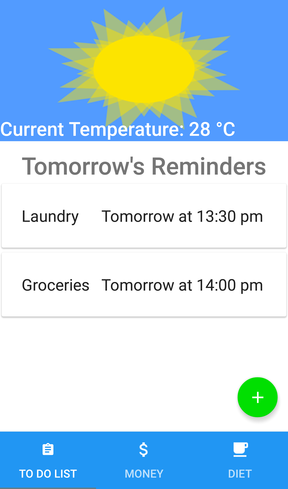 Current Temperature: 28 °C
Tomorrow's Reminders
Laundry Tomorrow at 13:30 pm
Groceries Tomorrow at 14:00 pm
+
TO DO LIST MONEY DIET